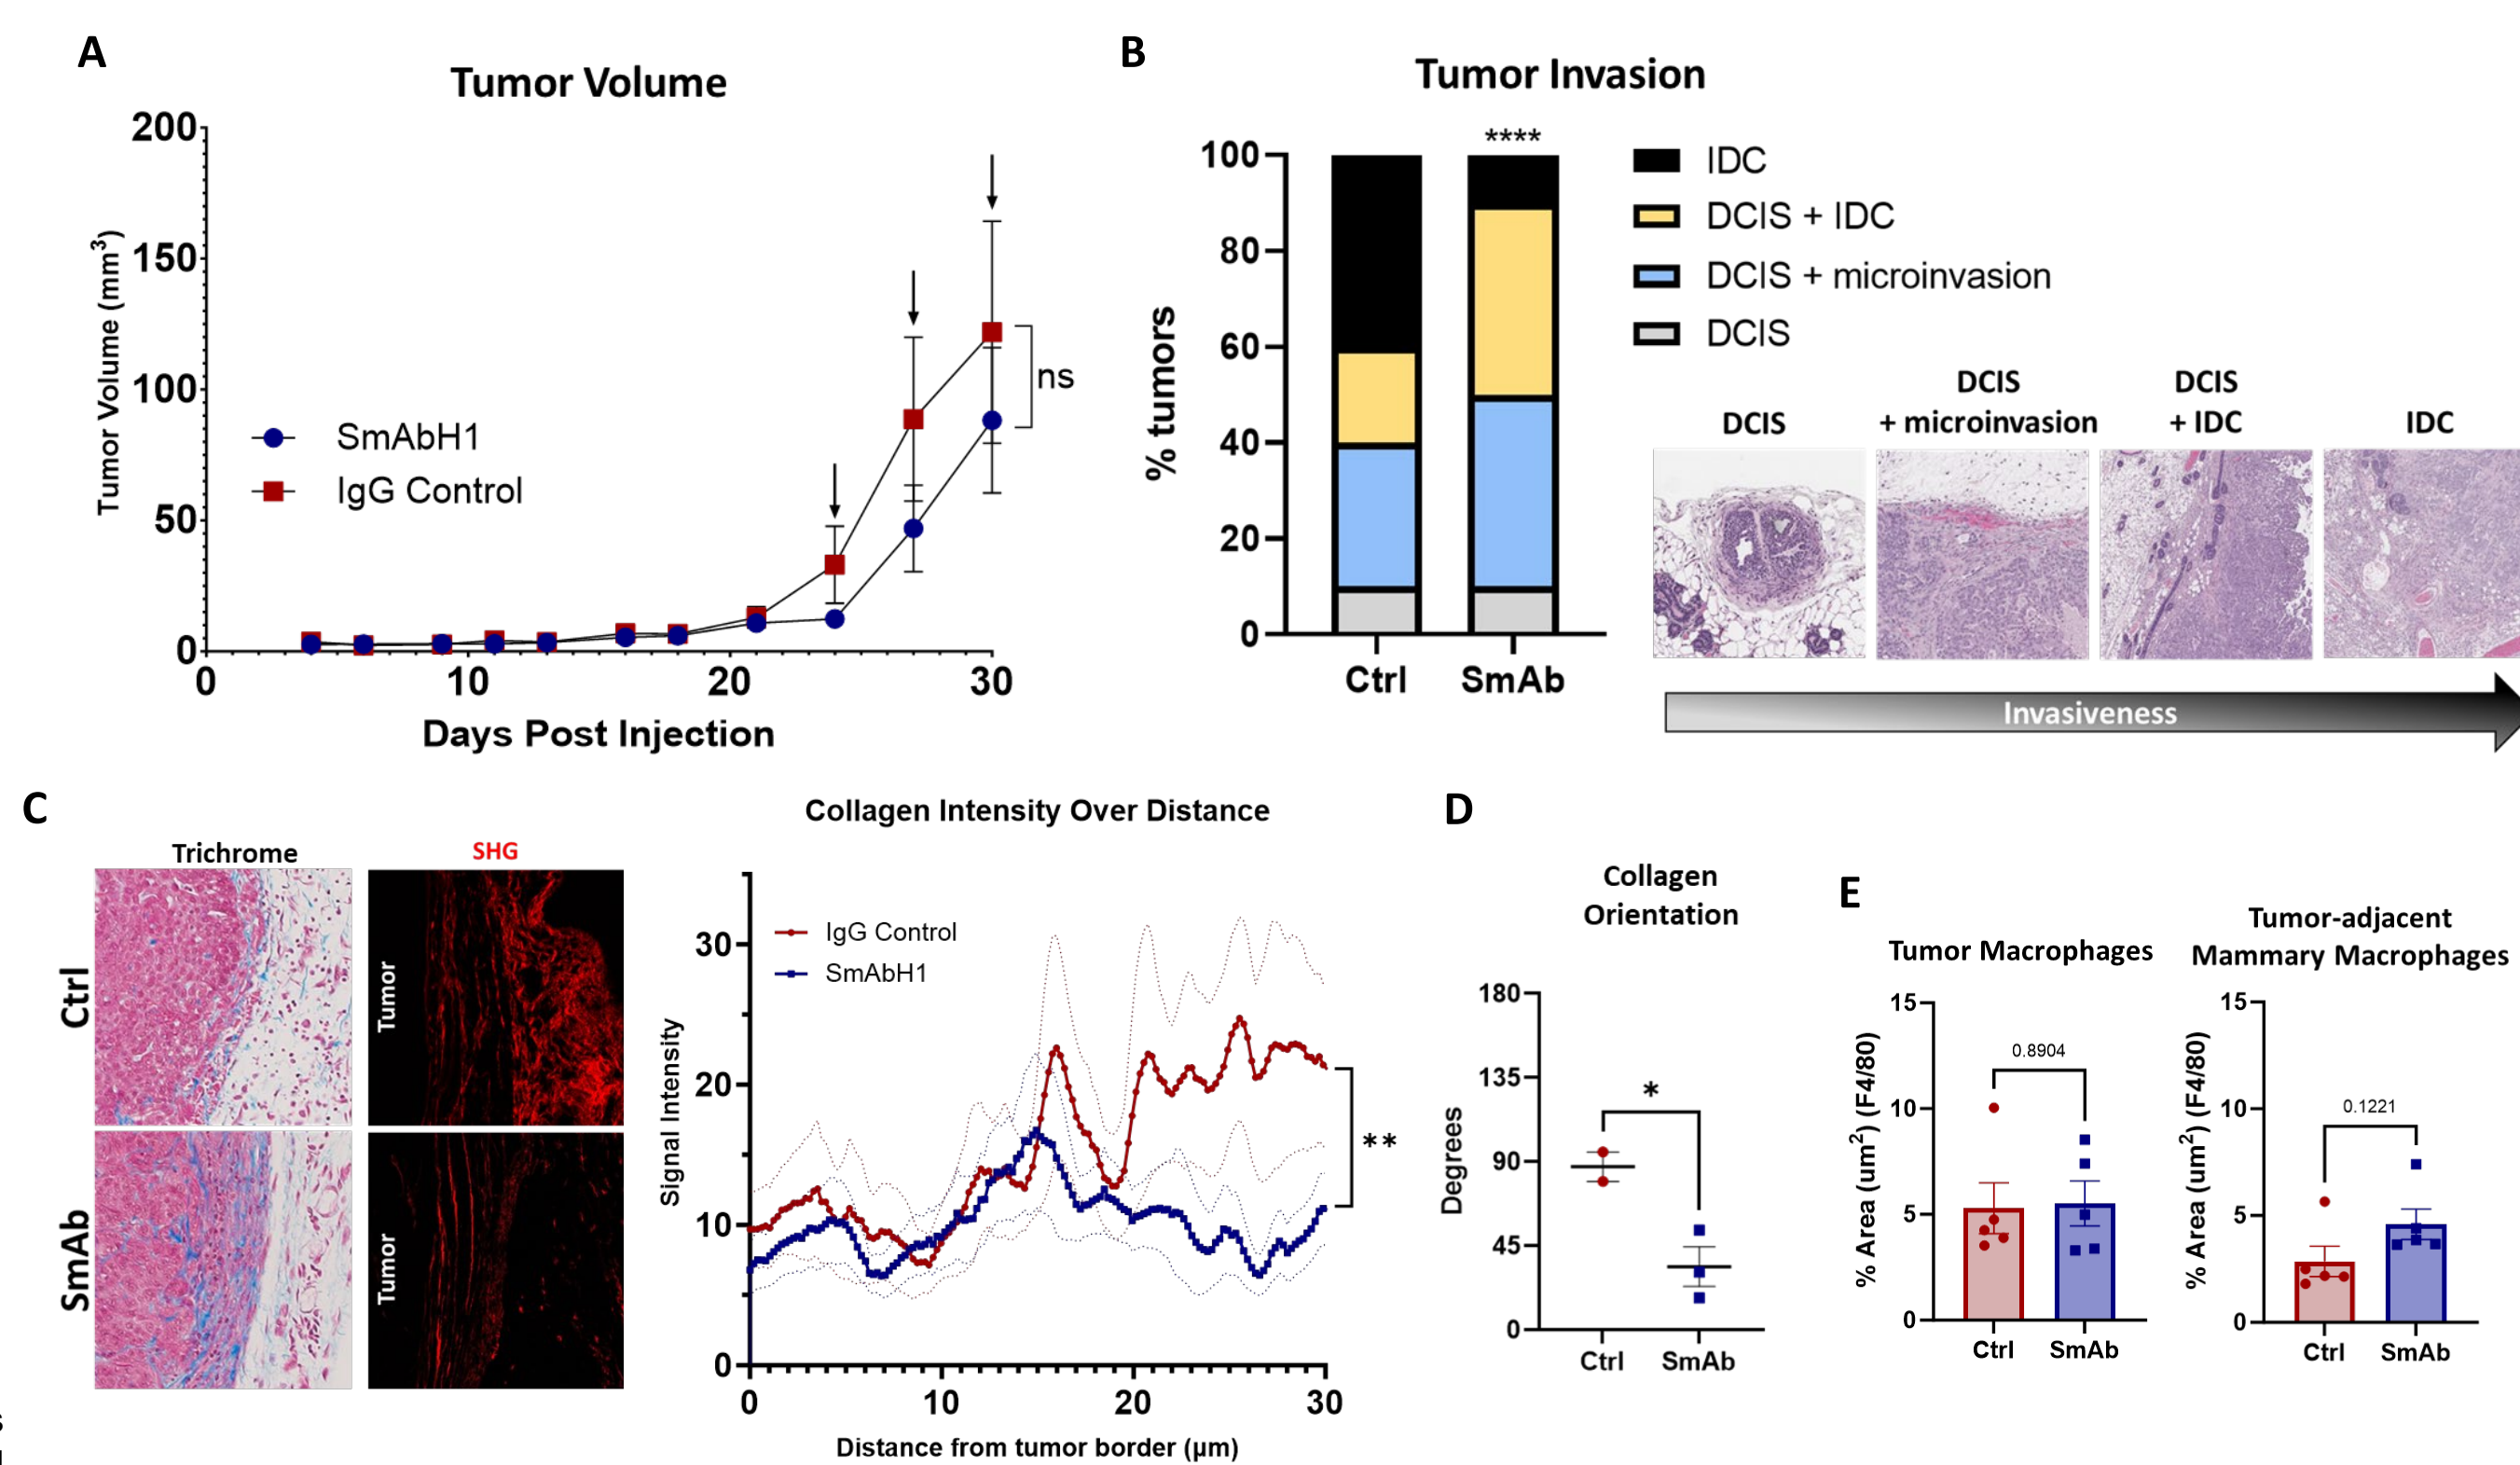 A
Tumor Volume
Tumor Volume (mm³)
200
150
100
50
0
0 10 20 30
Days Post Injection
SmAbH1
IgG Control
ns
B
Tumor Invasion
****
% tumors
100
80
60
40
20
0
Ctrl SmAb
IDC
DCIS + IDC
DCIS + microinvasion
DCIS
DCIS
DCIS
+ microinvasion
DCIS
+ IDC
IDC
Invasiveness
C
Trichrome
SHG
Ctrl
SmAb
Tumor
Tumor
Collagen Intensity Over Distance
IgG Control
SmAbH1
Signal Intensity
30
20
10
0
0 10 20 30
Distance from tumor border (µm)
**
D
Collagen
Orientation
Degrees
180
135
90
45
0
*
Ctrl SmAb
E
Tumor Macrophages
% Area (um²) (F4/80)
15
10
5
0
0.8904
Ctrl SmAb
Tumor-adjacent
Mammary Macrophages
% Area (um²) (F4/80)
15
10
5
0
0.1221
Ctrl SmAb